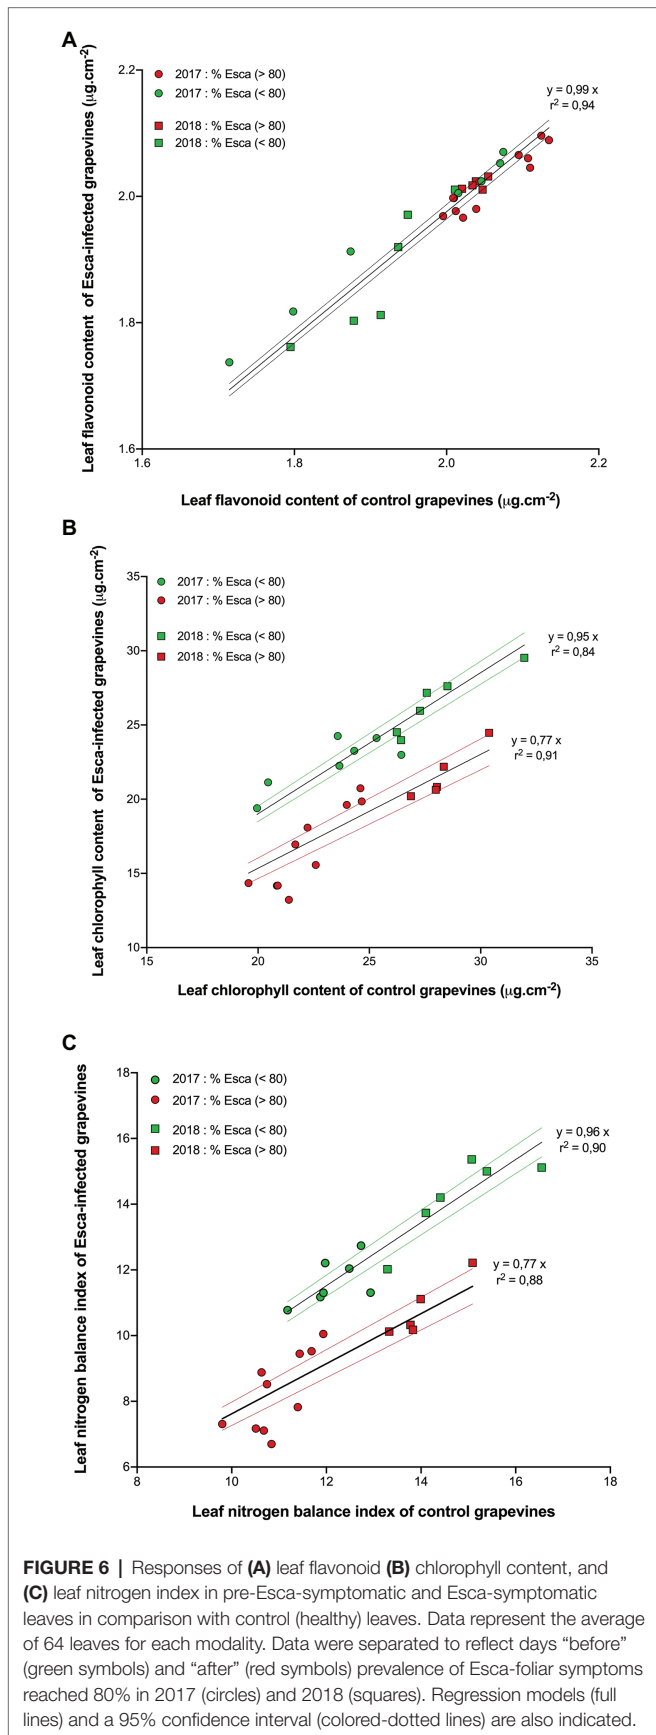 A
Leaf flavonoid content of Esca-infected grapevines (µg.cm-2)
2.2
2.0
1.8
1.6
1.6
1.8
2.0
2.2
2017 : % Esca (> 80)
2017 : % Esca (< 80)
2018 : % Esca (> 80)
2018 : % Esca (< 80)
y = 0,99 x
r2 = 0,94
Leaf flavonoid content of control grapevines (µg.cm-2)
B
Leaf chlorophyll content of Esca-infected grapevines (µg.cm-2)
35
30
25
20
15
10
15
20
25
30
35
2017 : % Esca (< 80)
2017 : % Esca (> 80)
2018 : % Esca (< 80)
2018 : % Esca (> 80)
y = 0,95 x
r2 = 0,84
y = 0,77 x
r2 = 0,91
Leaf chlorophyll content of control grapevines (µg.cm-2)
C
Leaf nitrogen balance index of Esca-infected grapevines
18
16
14
12
10
8
6
8
10
12
14
16
18
2017 : % Esca (< 80)
2017 : % Esca (> 80)
2018 : % Esca (< 80)
2018 : % Esca (> 80)
y = 0,96 x
r2 = 0,90
y = 0,77 x
r2 = 0,88
Leaf nitrogen balance index of control grapevines
FIGURE 6 | Responses of (A) leaf flavonoid (B) chlorophyll content, and
(C) leaf nitrogen index in pre-Esca-symptomatic and Esca-symptomatic
leaves in comparison with control (healthy) leaves. Data represent the average
of 64 leaves for each modality. Data were separated to reflect days “before”
(green symbols) and “after” (red symbols) prevalence of Esca-foliar symptoms
reached 80% in 2017 (circles) and 2018 (squares). Regression models (full
lines) and a 95% confidence interval (colored-dotted lines) are also indicated.